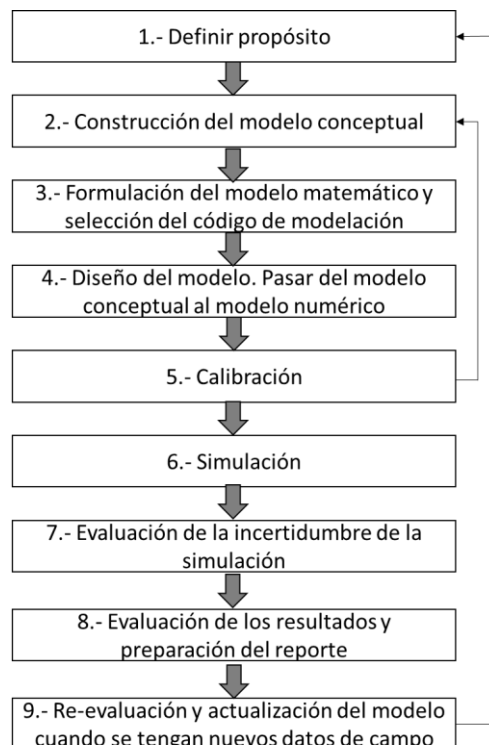 1.- Definir propósito
2.- Construcción del modelo conceptual
3.- Formulación del modelo matemático y
selección del código de modelación
4.- Diseño del modelo. Pasar del modelo
conceptual al modelo numérico
5.- Calibración
6.- Simulación
7.- Evaluación de la incertidumbre de la
simulación
8.- Evaluación de los resultados y
preparación del reporte
9.- Re-evaluación y actualización del modelo
cuando se tengan nuevos datos de campo